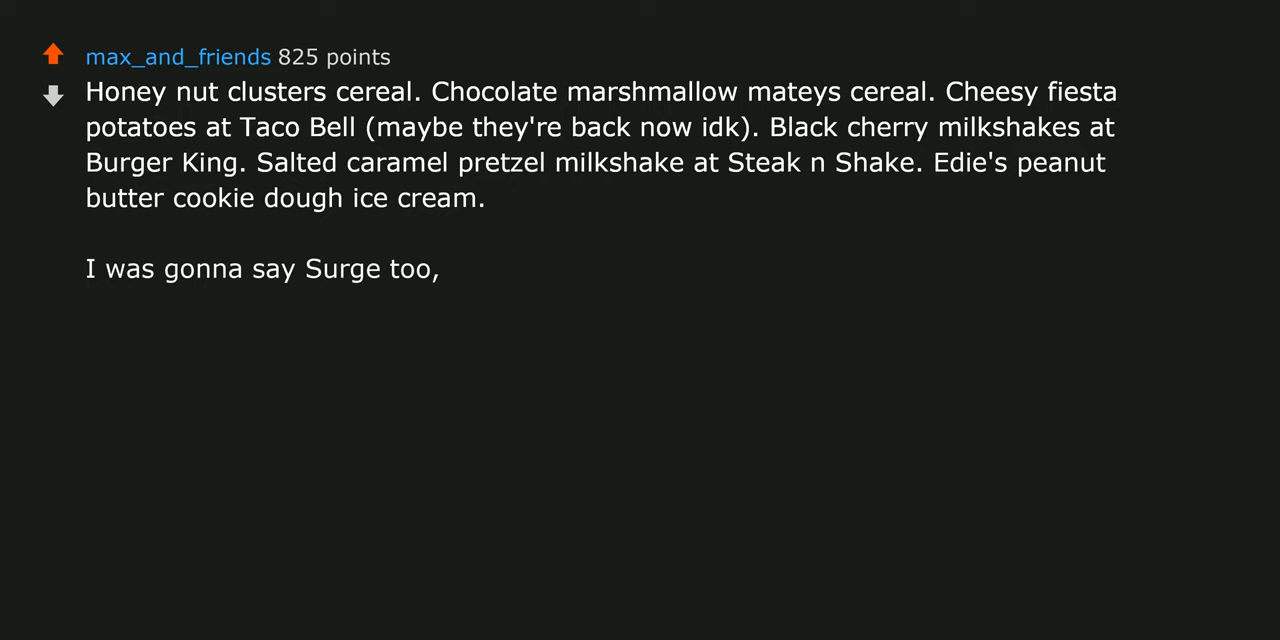 max_and_friends 825 points
Honey nut clusters cereal. Chocolate marshmallow mateys cereal. Cheesy fiesta
potatoes at Taco Bell (maybe they're back now idk). Black cherry milkshakes at
Burger King. Salted caramel pretzel milkshake at Steak n Shake. Edie's peanut
butter cookie dough ice cream.
I was gonna say Surge too,